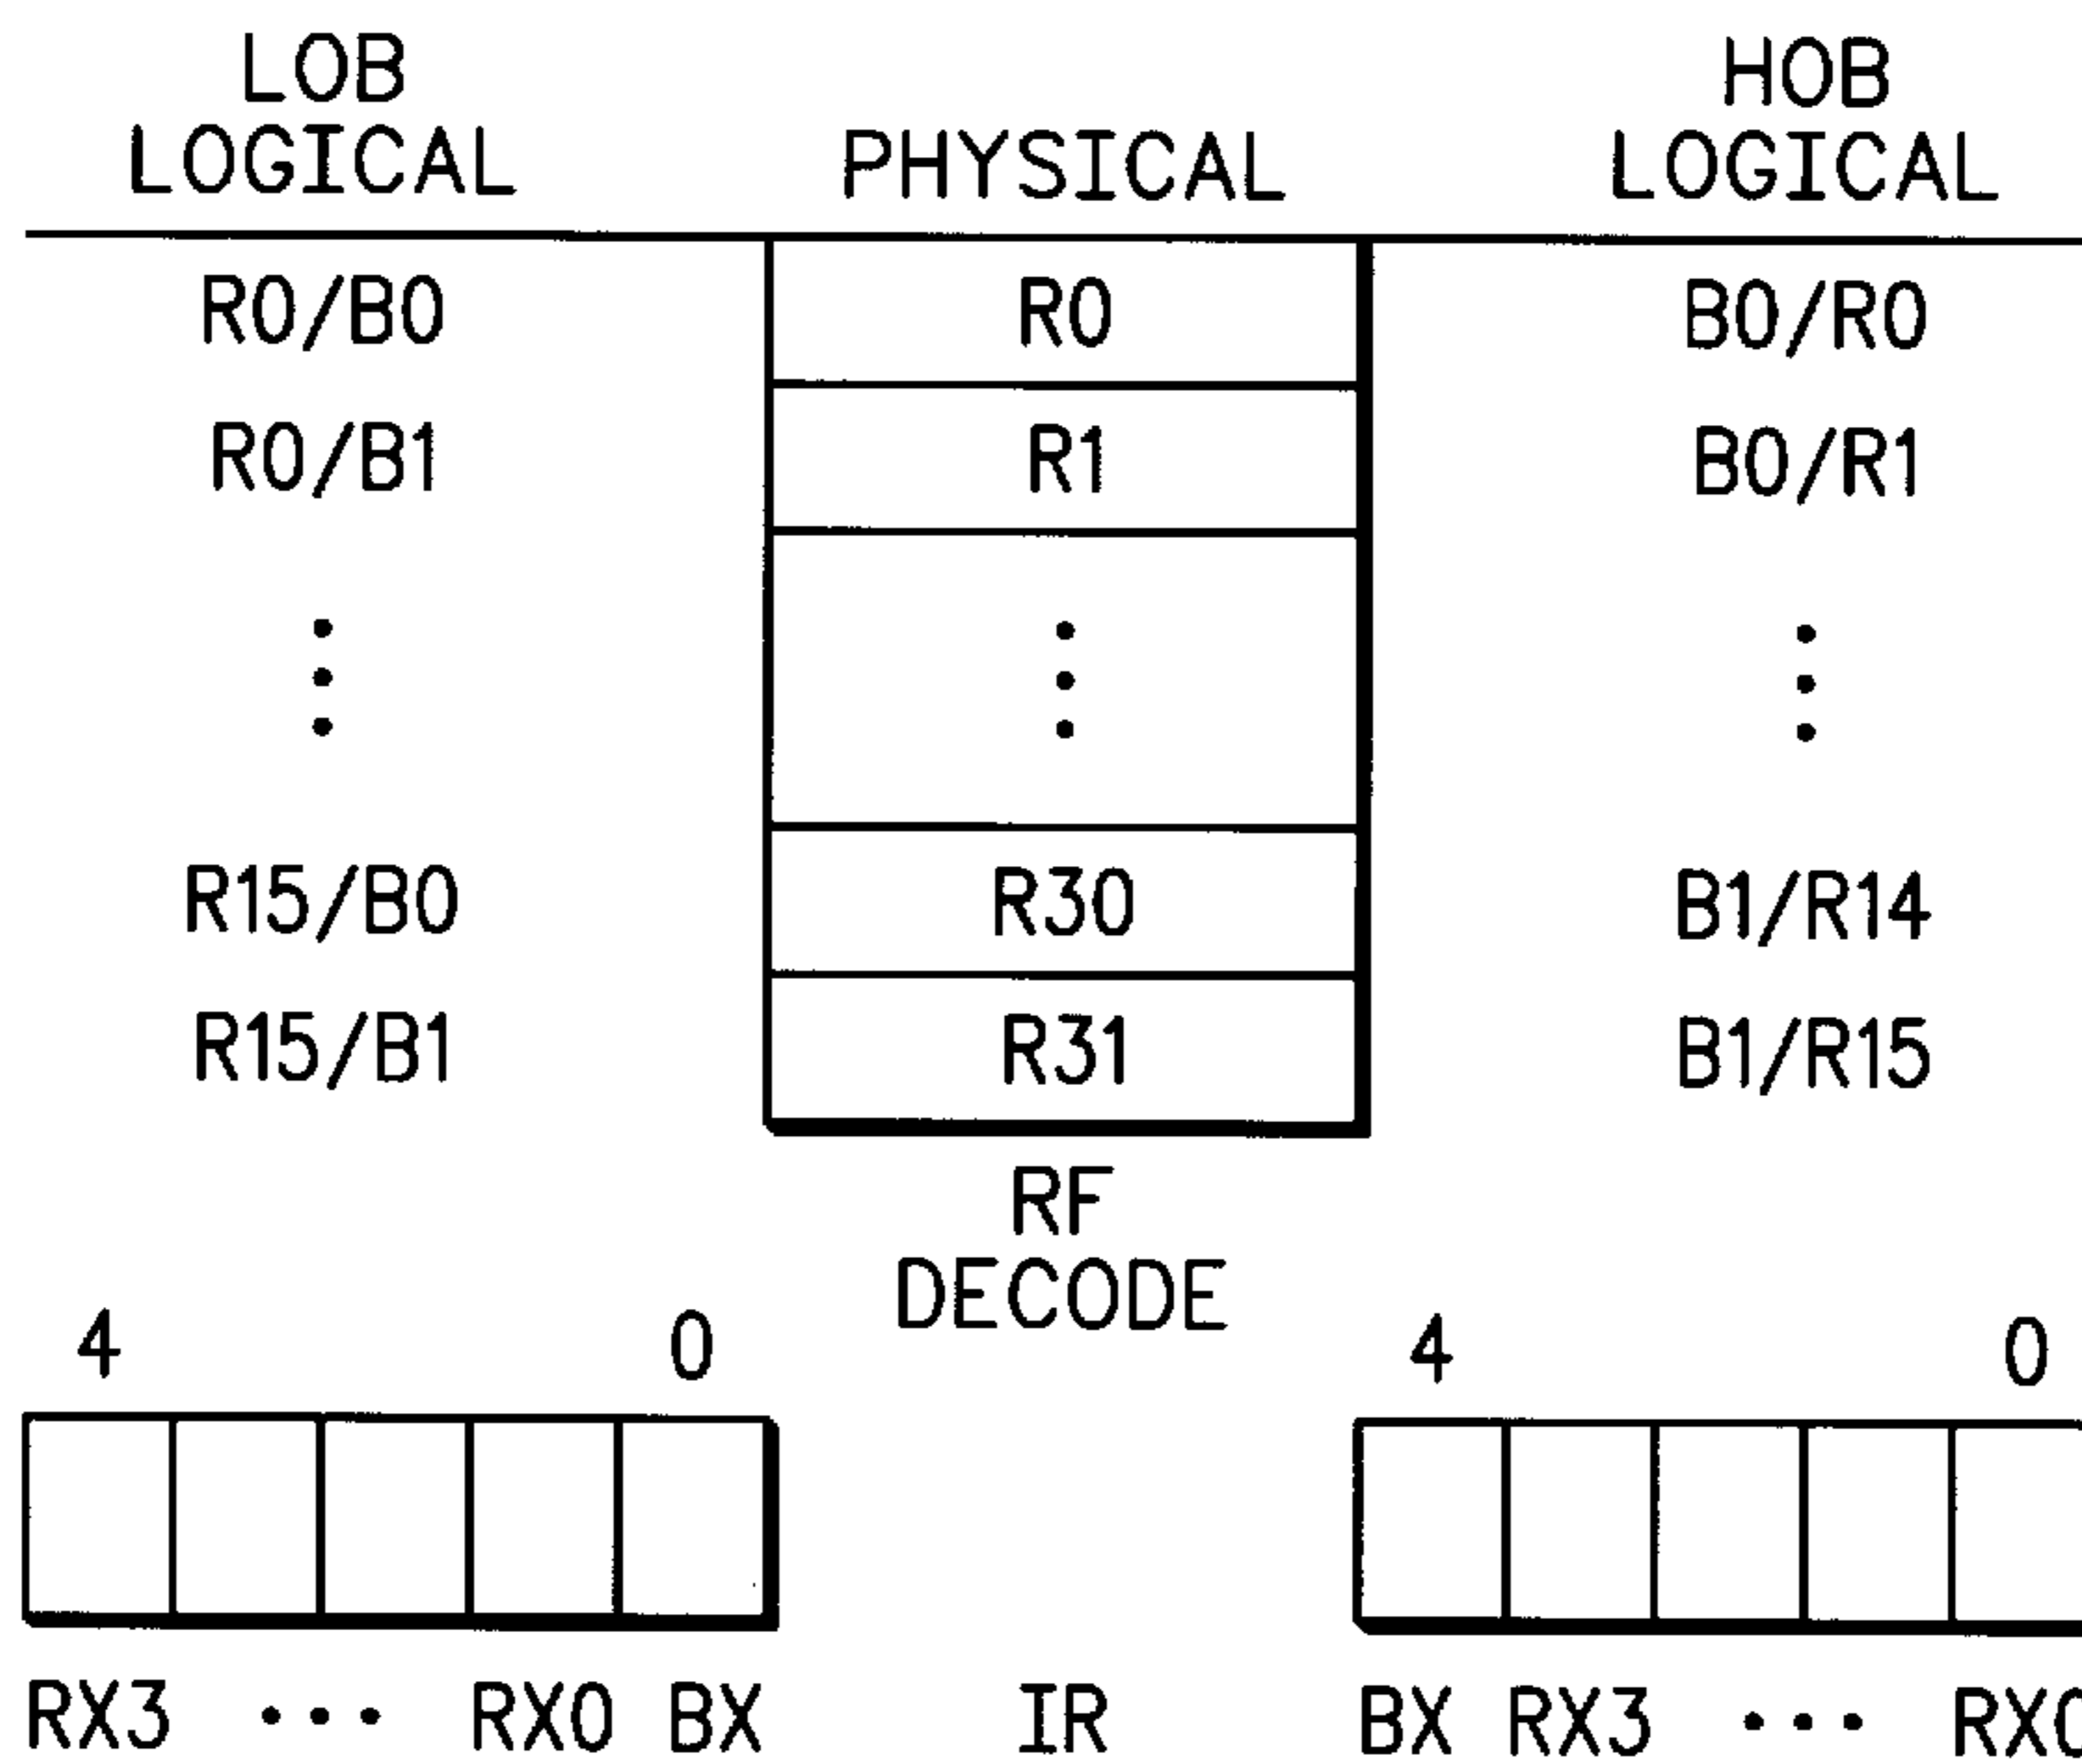 LOB LOGICAL PHYSICAL HOB LOGICAL
R0/B0 R0 B0/R0
R0/B1 R1 B0/R1
R15/B0 R30 B1/R14
R15/B1 R31 B1/R15
RF
DECODE
4 0 4 0
RX3 ••• RX0 BX IR BX RX3 ••• RX0